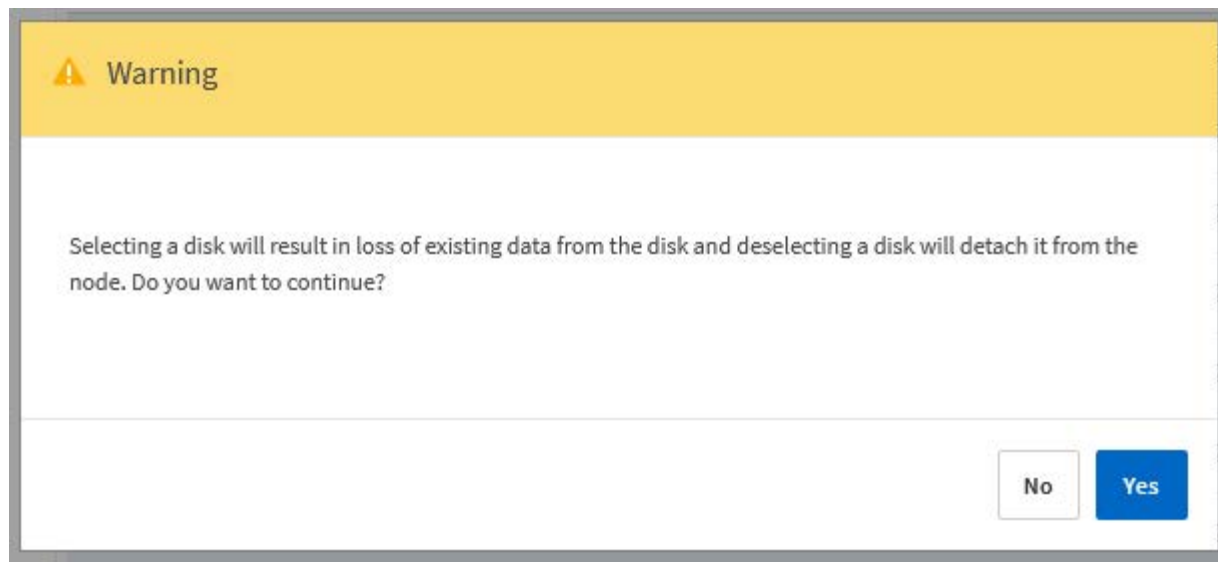 Warning
Selecting a disk will result in loss of existing data from the disk and deselecting a disk will detach it from the
node. Do you want to continue?
No
Yes